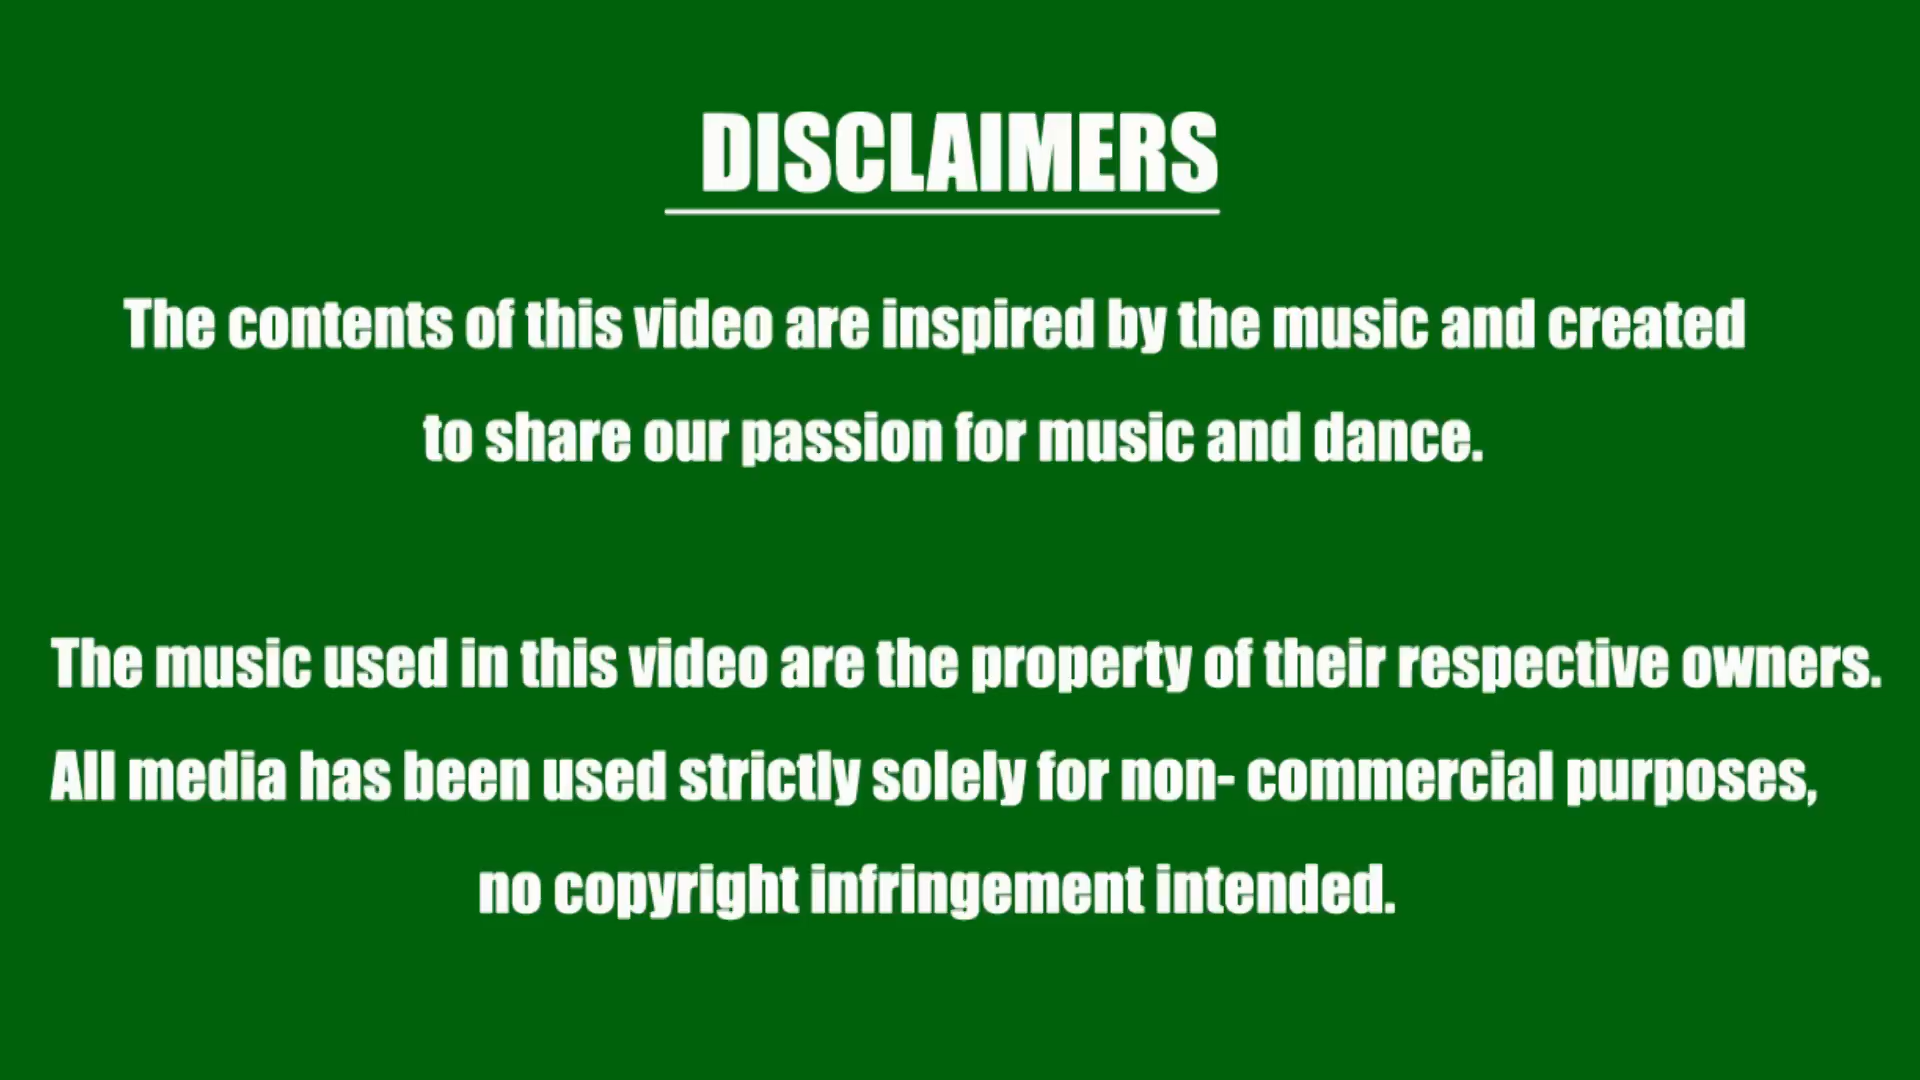 DISCLAIMERS
The contents of this video are inspired by the music and created
to share our passion for music and dance.
The music used in this video are the property of their respective owners.
All media has been used strictly solely for non- commercial purposes,
no copyright infringement intended.